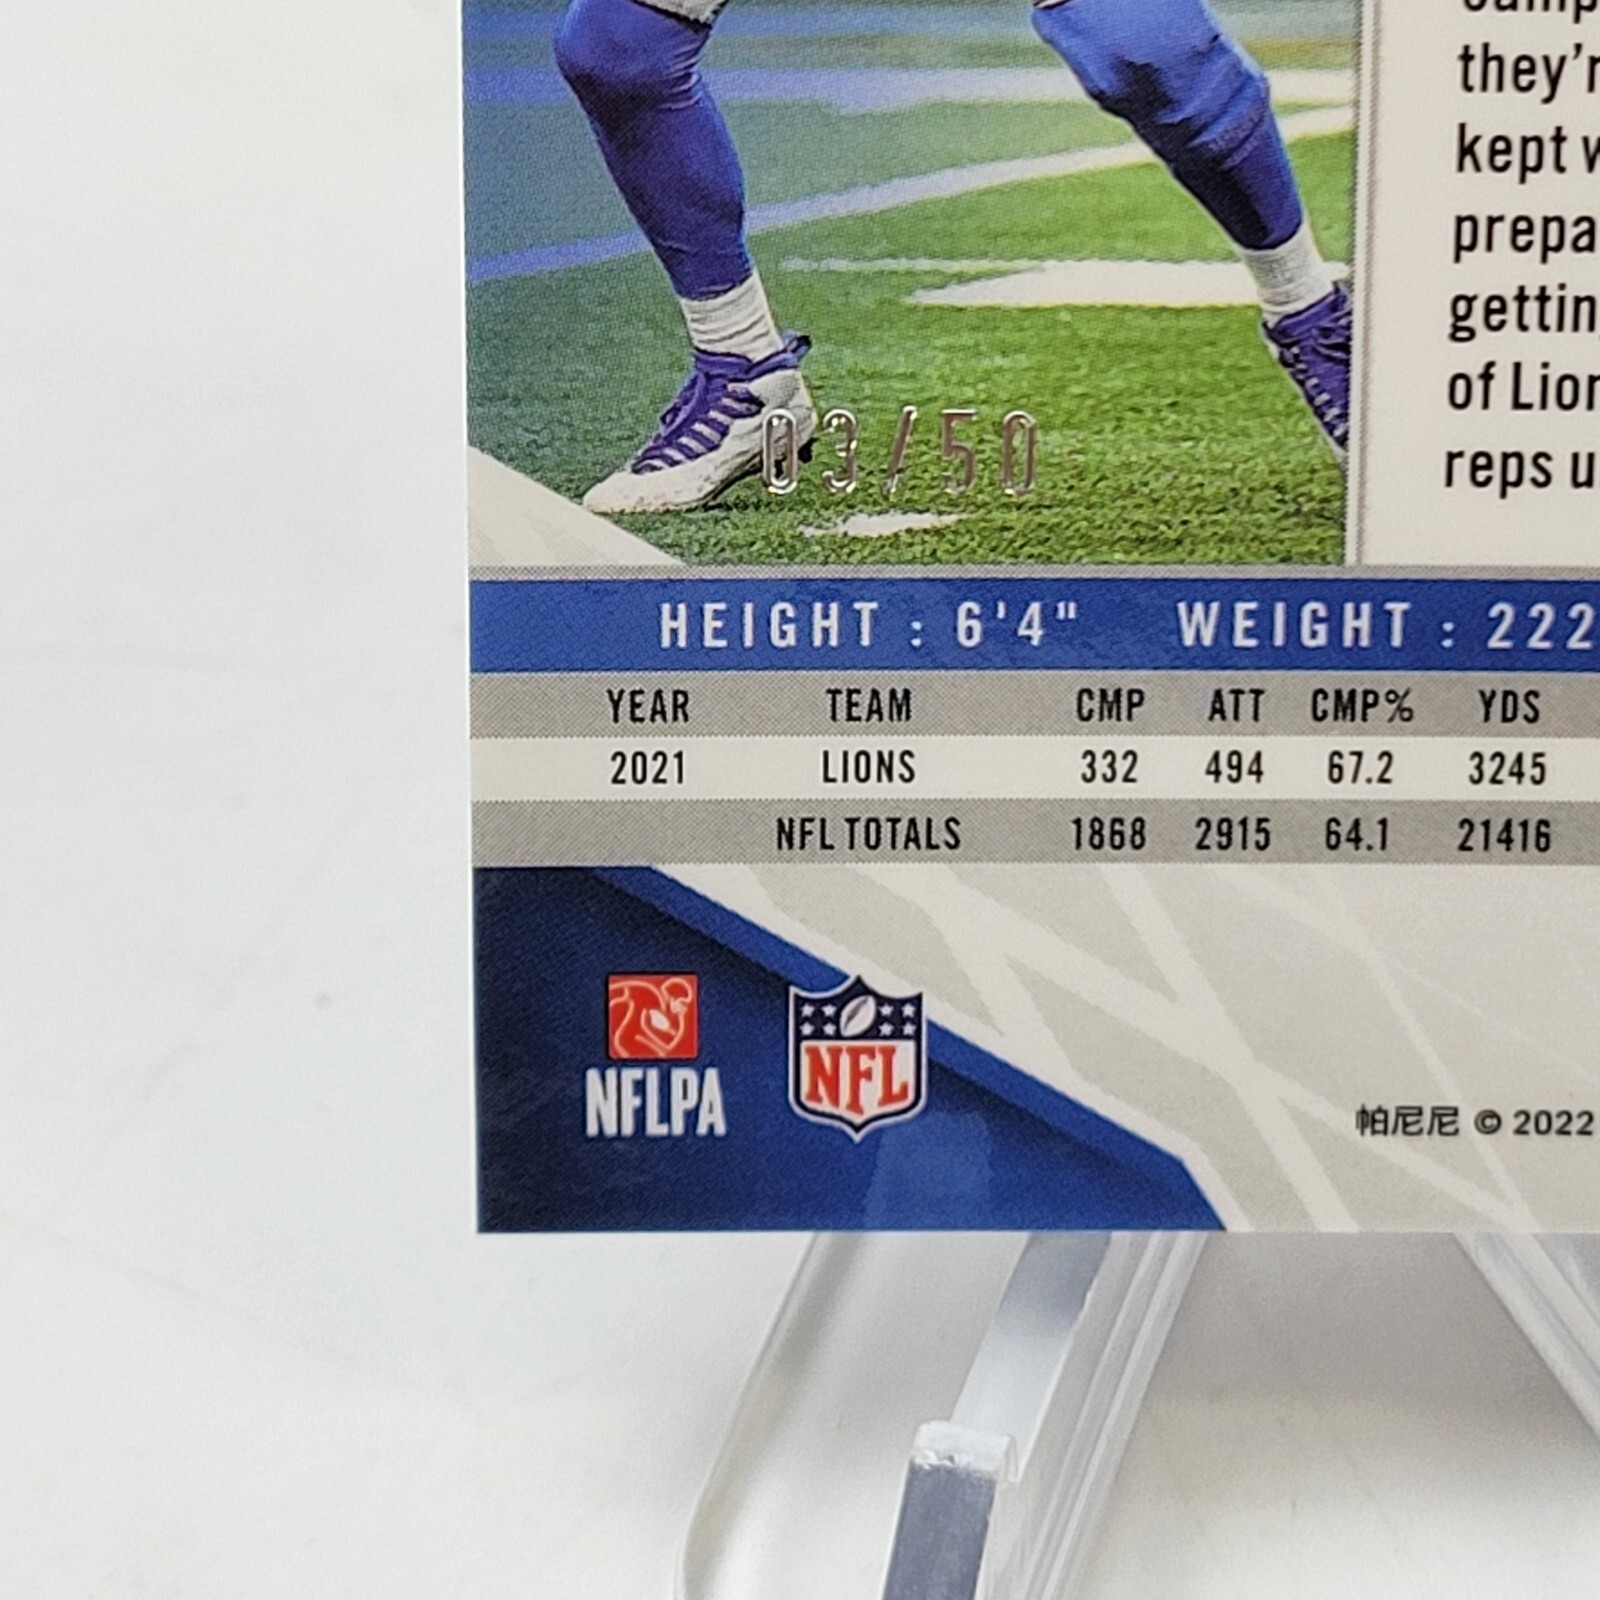 they'r
kept w
prepa
getting
of Lion
reps u
03/50
HEIGHT : 6'4" WEIGHT : 222
YEAR TEAM CMP ATT CMP% YDS
2021 LIONS 332 494 67.2 3245
NFL TOTALS 1868 2915 64.1 21416
NFLPA
NFL
帕尼尼 © 2022